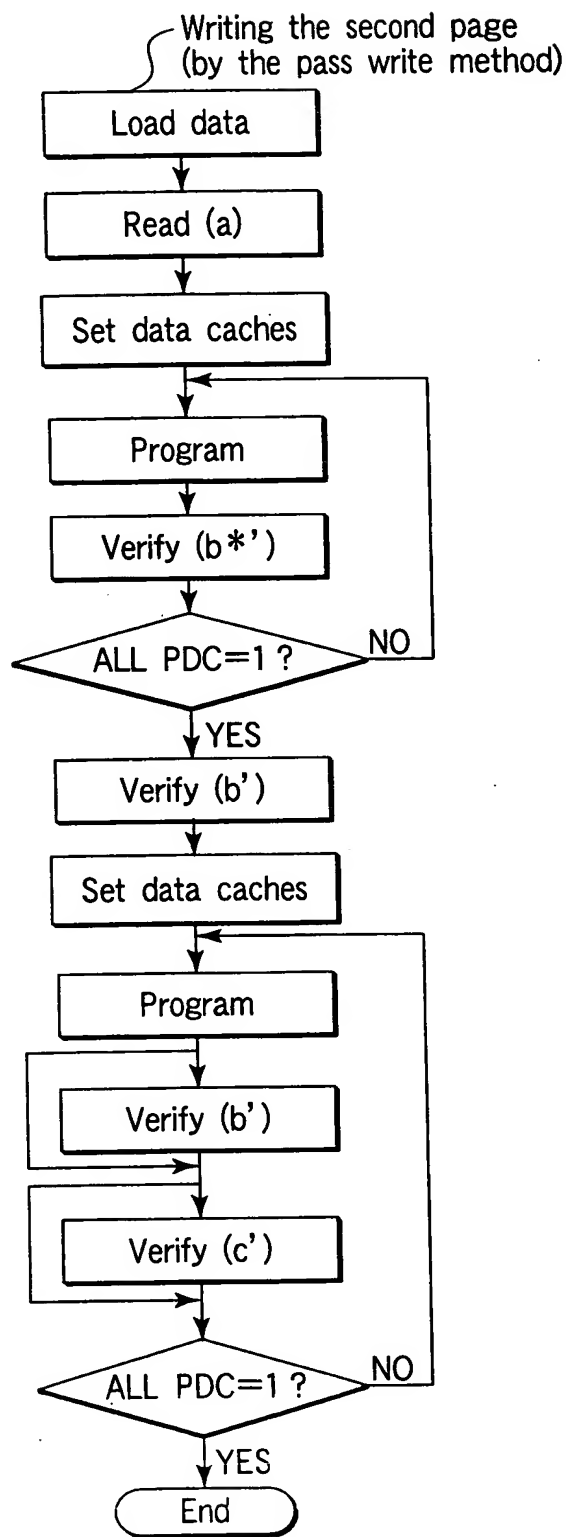 Writing the second page
(by the pass write method)
Load data
Read (a)
Set data caches
Program
Verify (b*')
ALL PDC=1 ?
NO
YES
Verify (b')
Set data caches
Program
Verify (b')
Verify (c')
ALL PDC=1 ?
NO
YES
End